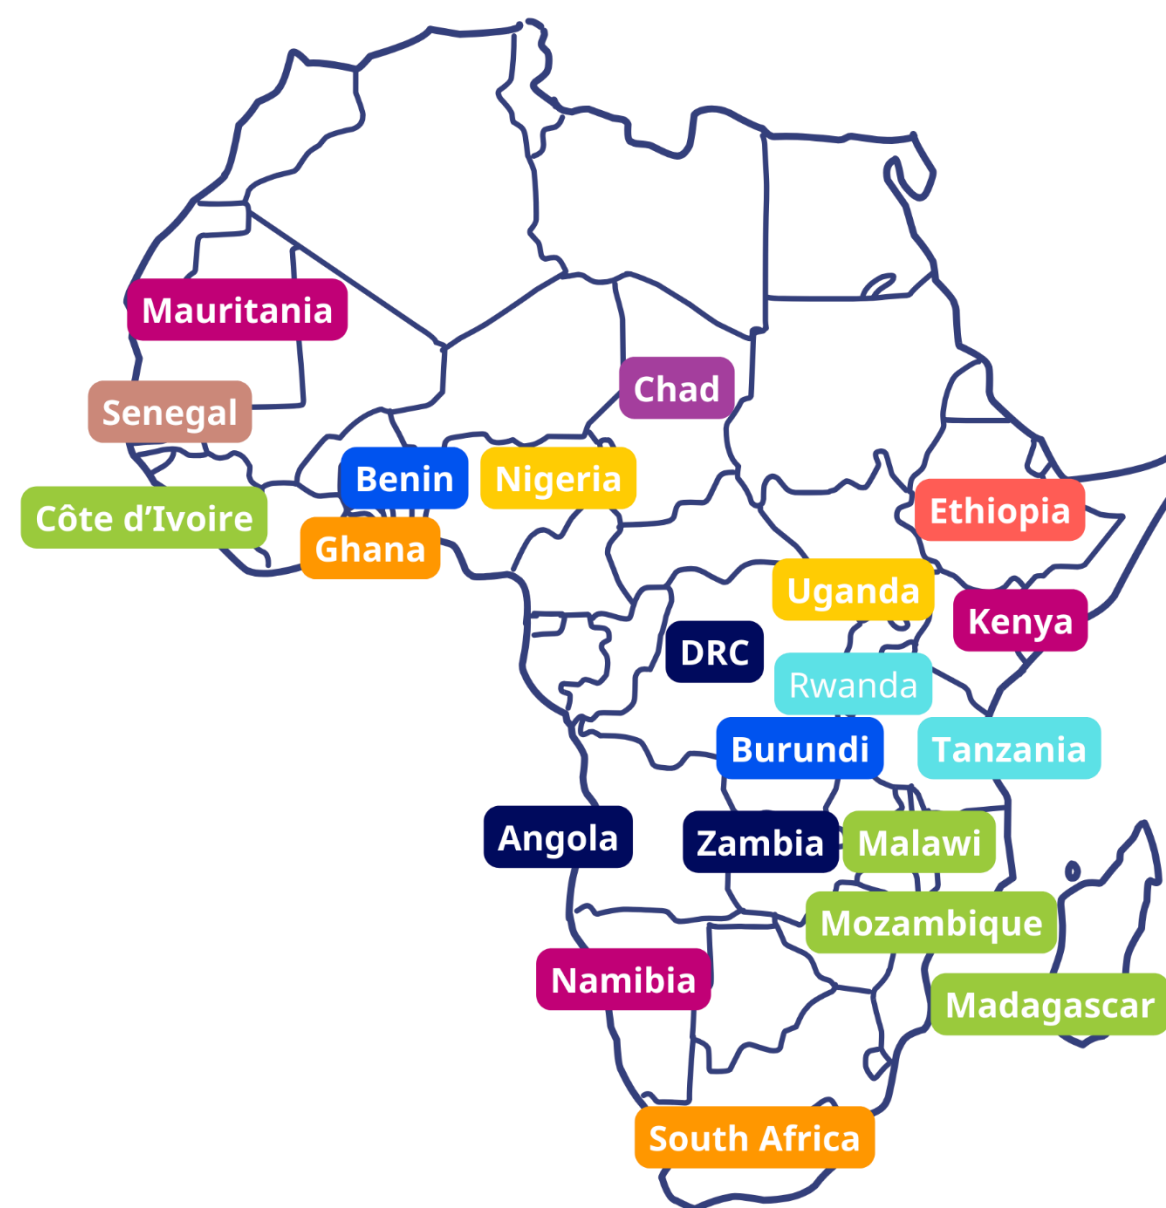 Mauritania
Chad
Senegal
Benin
Nigeria
Côte d’Ivoire
Ethiopia
Ghana
Uganda
Kenya
DRC
Rwanda
Burundi
Tanzania
Angola
Zambia
Malawi
Mozambique
Namibia
Madagascar
South Africa